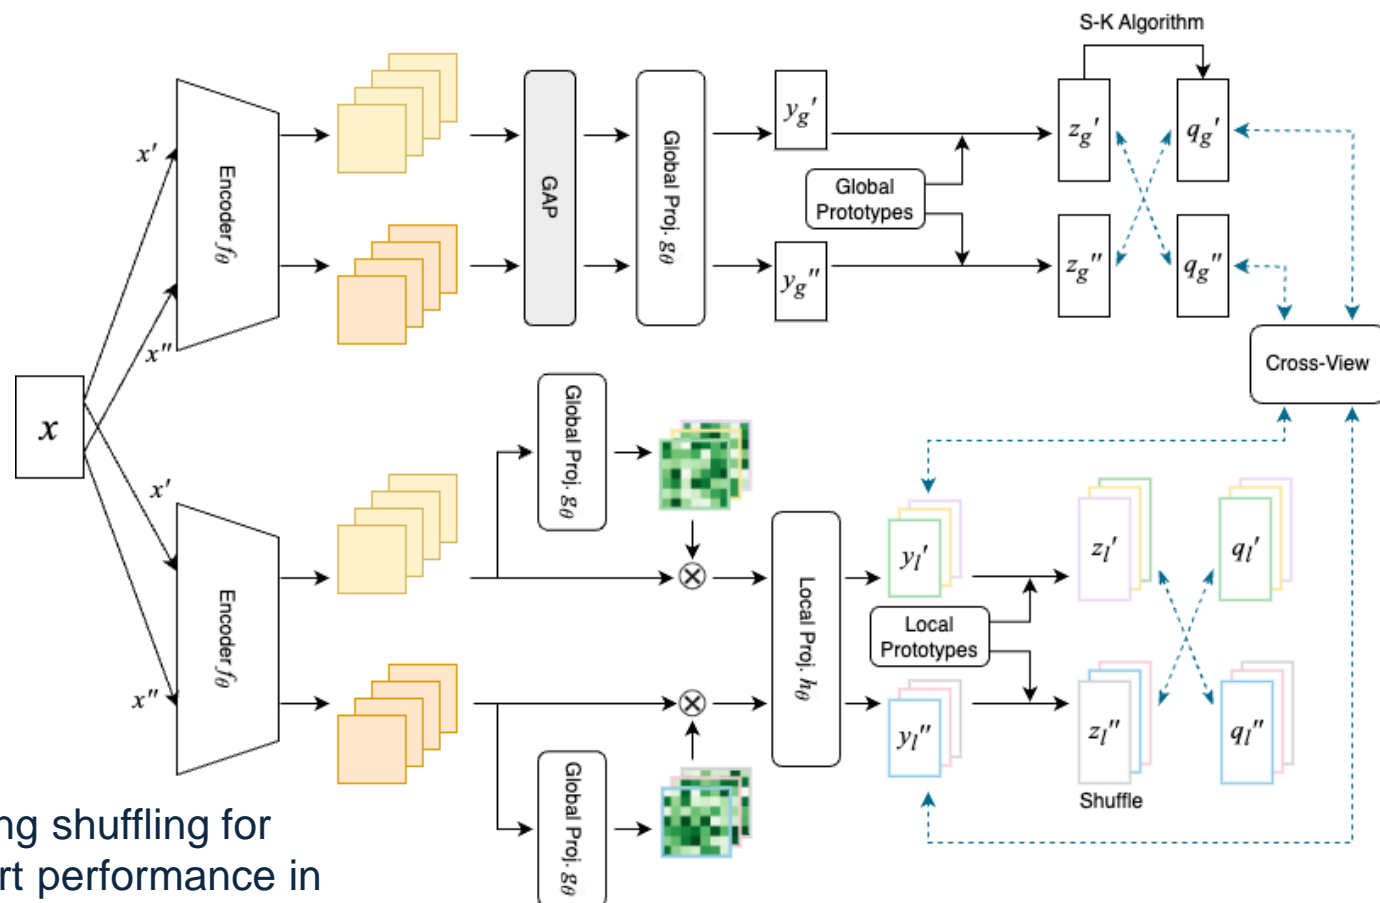 S-K Algorithm
x'
Encoder fθ
GAP
Global Proj. gθ
yg'
zg'
qg'
Global
Prototypes
x''
yg''
zg''
qg''
Cross-View
x
Global Proj. gθ
x'
Encoder fθ
Local Proj. hθ
yl'
zl'
ql'
Local
Prototypes
x''
yl''
zl''
ql''
Global Proj. gθ
Shuffle
ng shuffling for
rt performance in